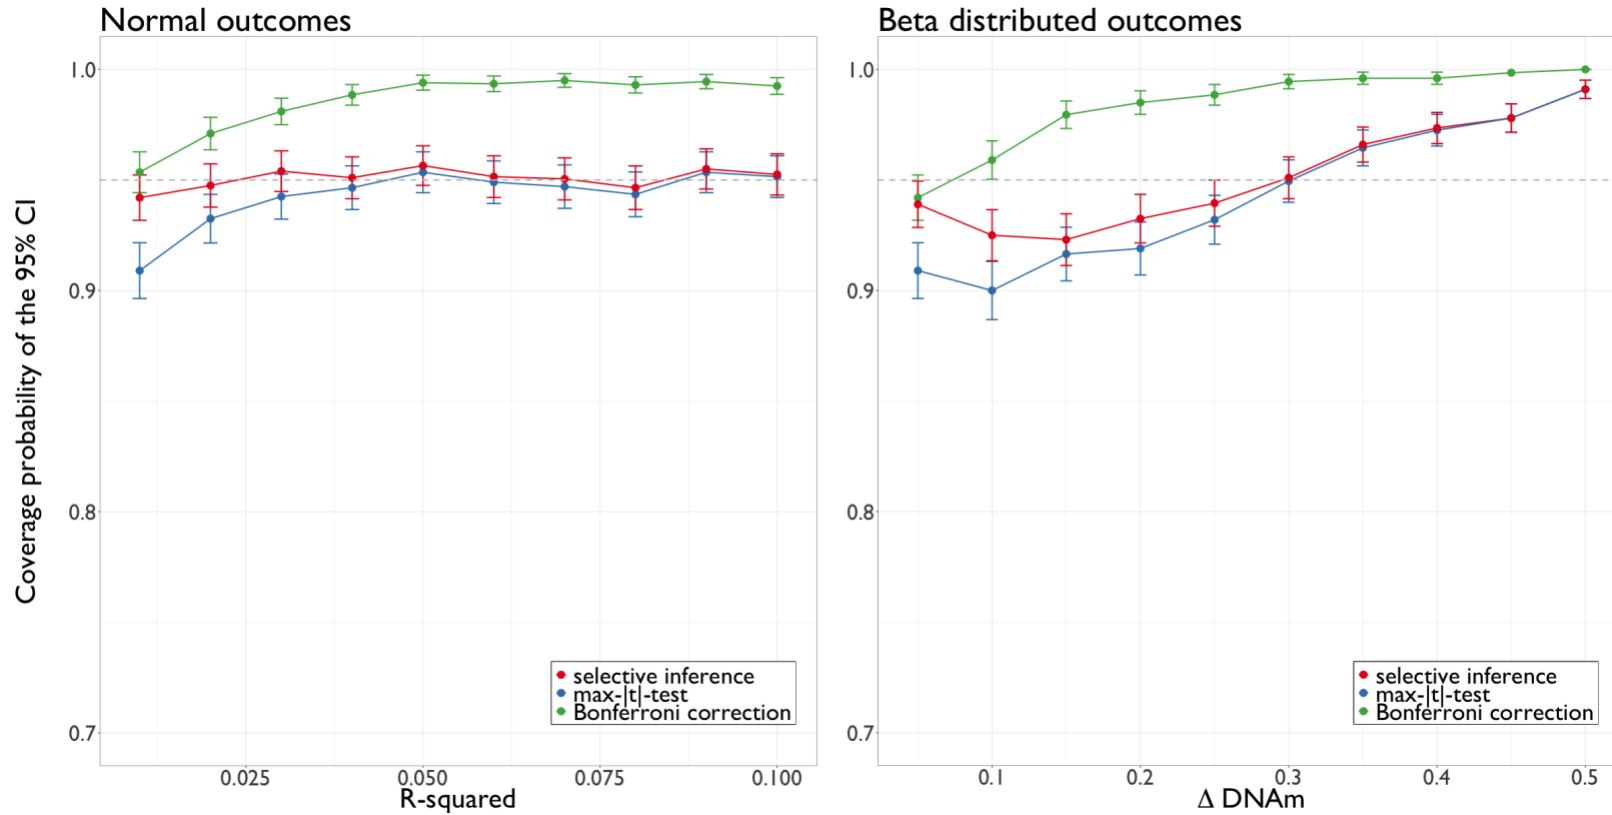 Normal outcomes
Coverage probability of the 95% CI
1.0
0.9
0.8
0.7
selective inference
max-|t|-test
Bonferroni correction
0.025
0.050
0.075
0.100
R-squared
Beta distributed outcomes
1.0
0.9
0.8
0.7
selective inference
max-|t|-test
Bonferroni correction
0.1
0.2
0.3
0.4
0.5
Δ DNAm